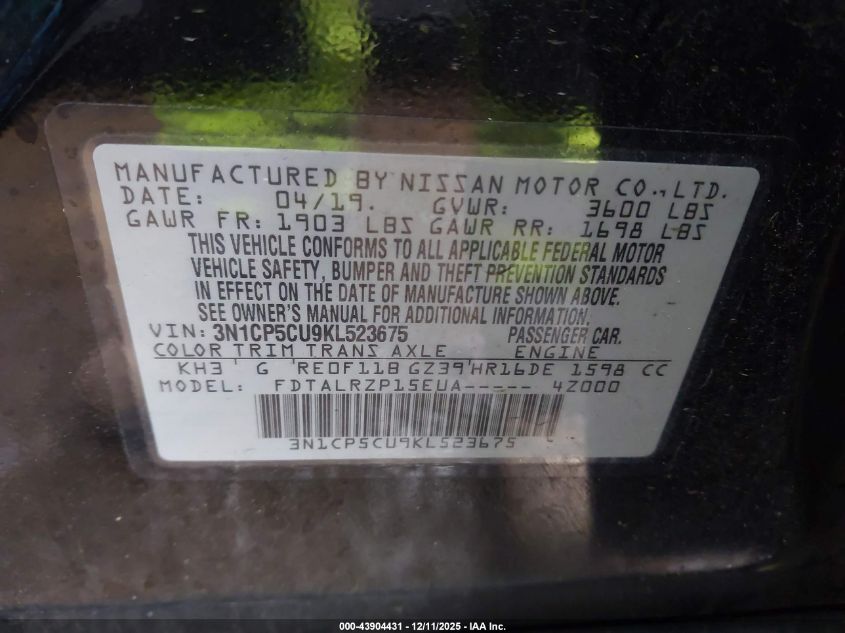 MANUFACTURED BY NISSAN MOTOR CO., LTD.
DATE: 04/19. GVWR: 3600 LBS
GAWR FR: 1903 LBS GAWR RR: 1698 LBS
THIS VEHICLE CONFORMS TO ALL APPLICABLE FEDERAL MOTOR
VEHICLE SAFETY, BUMPER AND THEFT PREVENTION STANDARDS
IN EFFECT ON THE DATE OF MANUFACTURE SHOWN ABOVE.
SEE OWNER'S MANUAL FOR ADDITIONAL INFORMATION.
VIN: 3N1CP5CU9KL523675 PASSENGER CAR.
COLOR TRIM TRANS AXLE ENGINE
KH3 G RE0F11B GZ39 HR16DE 1598 CC
MODEL: FDTALRZP15EUA----- 4Z000
3N1CP5CU9KL523675
000-43904431 - 12/11/2025 - IAA Inc.